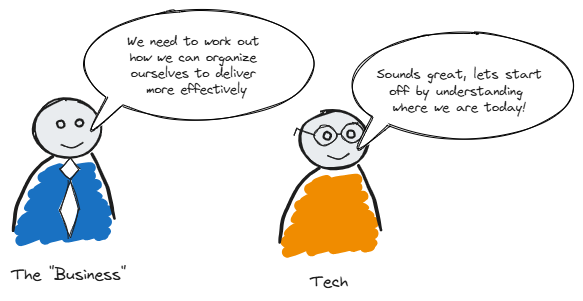 We need to work out
how we can organize
ourselves to deliver
more effectively
Sounds great, lets start
off by understanding
where we are today!
The "Business"
Tech